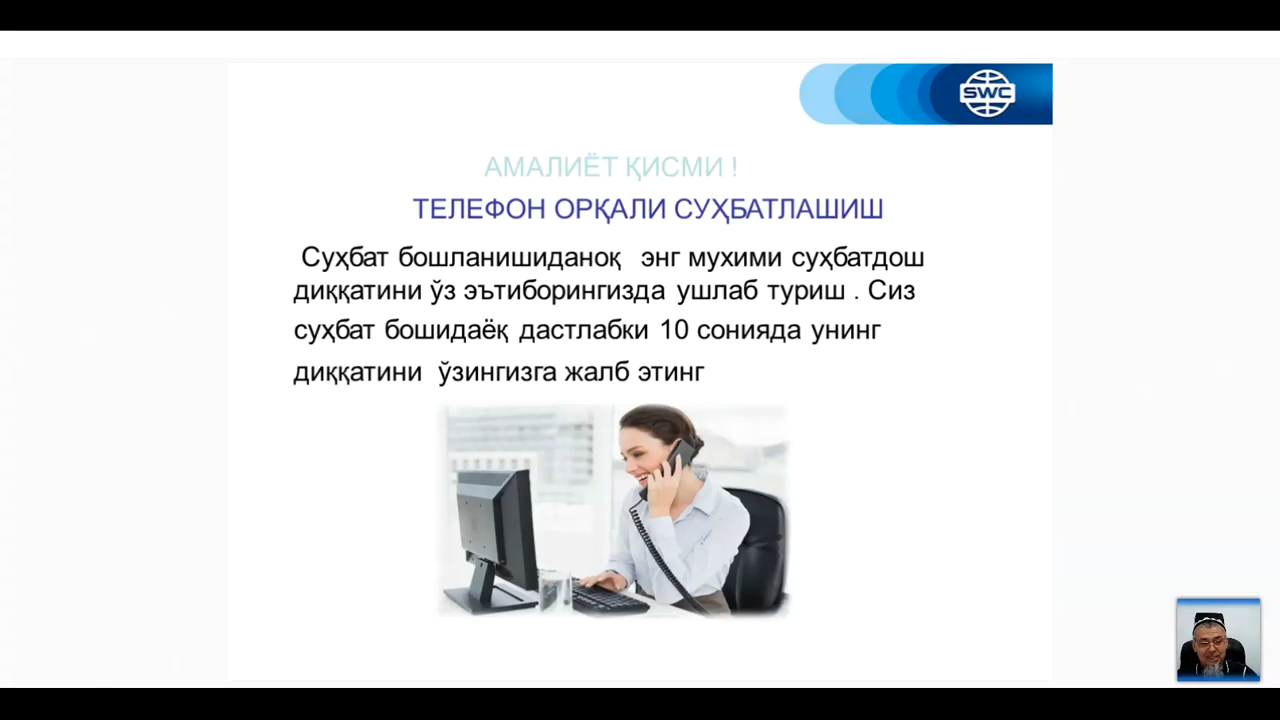 SWC
АМАЛИЁТ ҚИСМИ !
ТЕЛЕФОН ОРҚАЛИ СУҲБАТЛАШИШ
Суҳбат бошланишиданоқ энг мухими суҳбатдош
диққатини ўз эътиборингизда ушлаб туриш . Сиз
суҳбат бошидаёқ дастлабки 10 сонияда унинг
диққатини ўзингизга жалб этинг